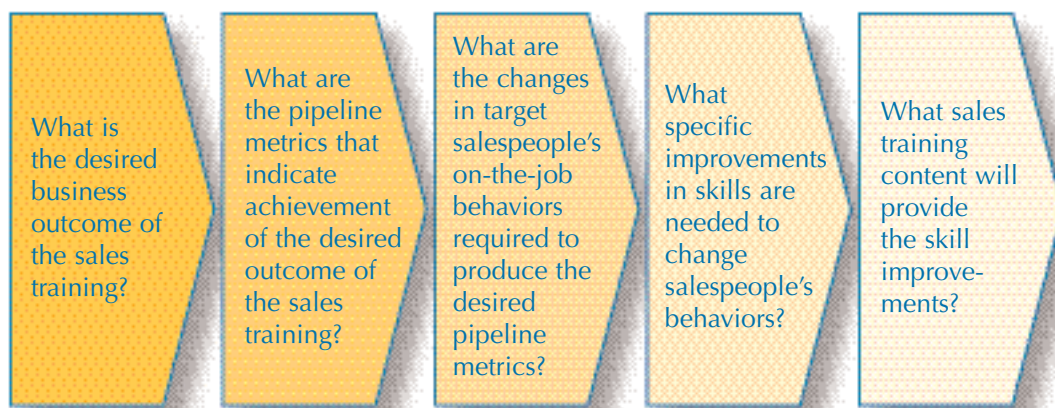 What is
the desired
business
outcome of
the sales
training?
What are
the pipeline
metrics that
indicate
achievement
of the desired
outcome of
the sales
training?
What are
the changes
in target
salespeople's
on-the-job
behaviors
required to
produce the
desired
pipeline
metrics?
What
specific
improvements
in skills are
needed to
change
salespeople's
behaviors?
What sales
training
content will
provide
the skill
improve-
ments?